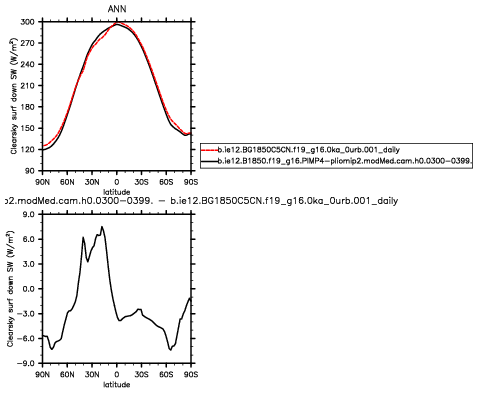 ANN
Clearsky surf down SW (W/m²)
300
270
240
210
180
150
120
90
90N 60N 30N 0 30S 60S 90S
latitude
b.ie12.BG1850C5CN.f19_g16.0ka_0urb.001_daily
b.ie12.B1850.f19_g16.PlMP4-pliomip2.modMed.cam.h0.0300-0399.
p2.modMed.cam.h0.0300-0399. - b.ie12.BG1850C5CN.f19_g16.0ka_0urb.001_daily
Clearsky surf down SW (W/m²)
9.0
6.0
3.0
0.0
-3.0
-6.0
-9.0
90N 60N 30N 0 30S 60S 90S
latitude